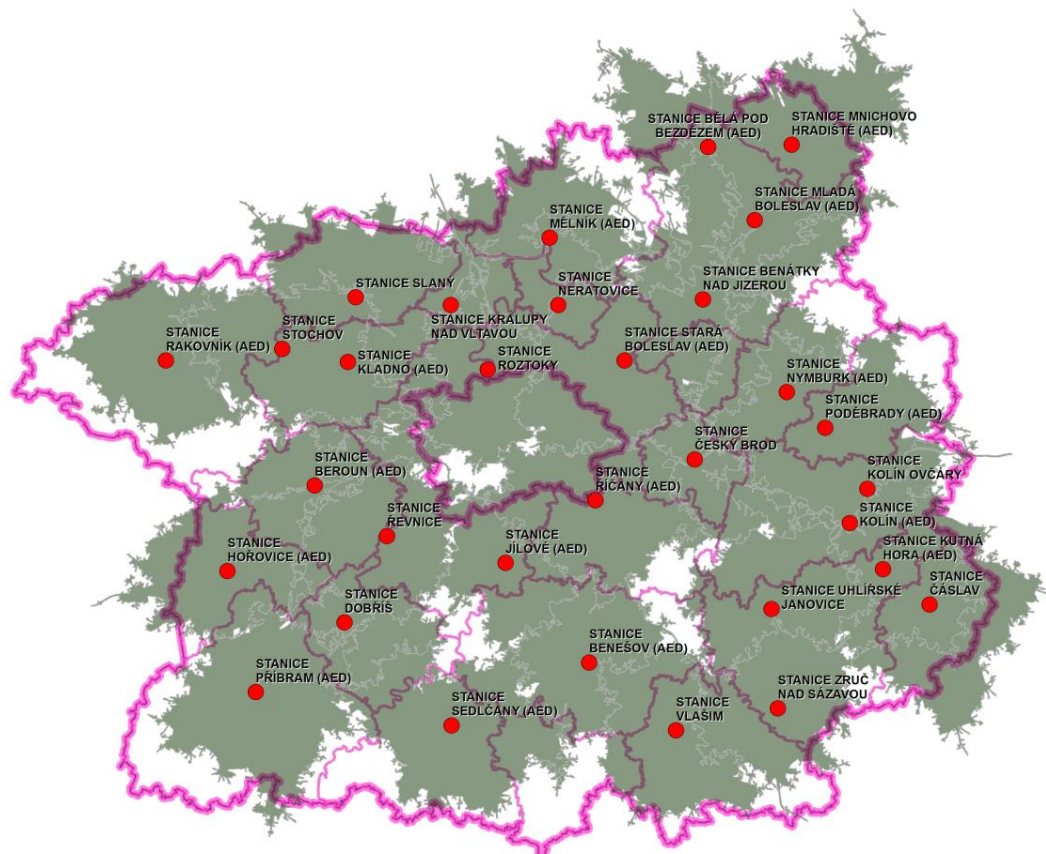 STANICE BĚLÁ POD
BEZDĚZEM (AED)
STANICE MNICHOVO
HRADIŠTĚ (AED)
STANICE MLADÁ
BOLESLAV (AED)
STANICE
MĚLNÍK (AED)
STANICE SLANÝ
STANICE
NERATOVICE
STANICE BENÁTKY
NAD JIZEROU
STANICE KRALUPY
NAD VLTAVOU
STANICE
STOCHOV
STANICE
RAKOVNÍK (AED)
STANICE
KLADNO (AED)
STANICE
ROZTOKY
STANICE STARÁ
BOLESLAV (AED)
STANICE
NYMBURK (AED)
STANICE
PODĚBRADY (AED)
STANICE
ČESKÝ BROD
STANICE
BEROUN (AED)
STANICE
KOLÍN OVČÁRY
STANICE
ŘÍČANY (AED)
STANICE
KOLÍN (AED)
STANICE
ŘEVNICE
STANICE
HOŘOVICE (AED)
STANICE
JÍLOVÉ (AED)
STANICE KUTNÁ
HORA (AED)
STANICE
ČÁSLAV
STANICE UHLÍŘSKÉ
JANOVICE
STANICE
DOBŘÍŠ
STANICE
BENEŠOV (AED)
STANICE
PŘÍBRAM (AED)
STANICE
SEDLČANY (AED)
STANICE
VLAŠIM
STANICE ZRUČ
NAD SÁZAVOU